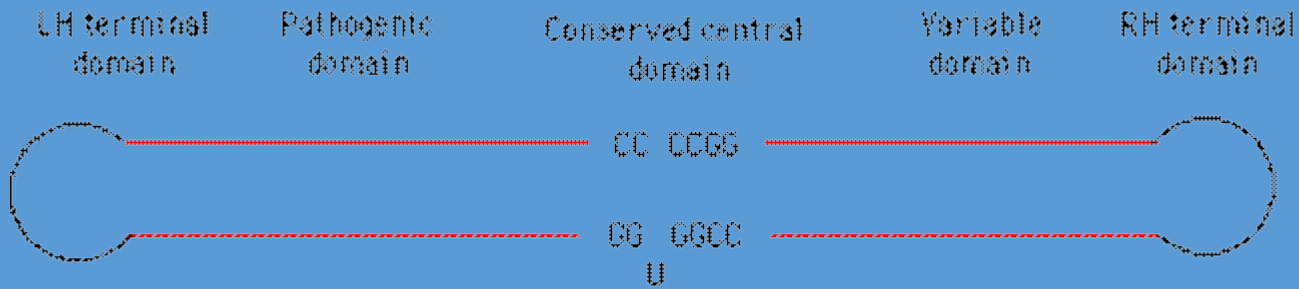 LH terminal
domain
Pathogenic
domain
Conserved central
domain
Variable
domain
RH terminal
domain
CC CCGG
GG GGCC
U